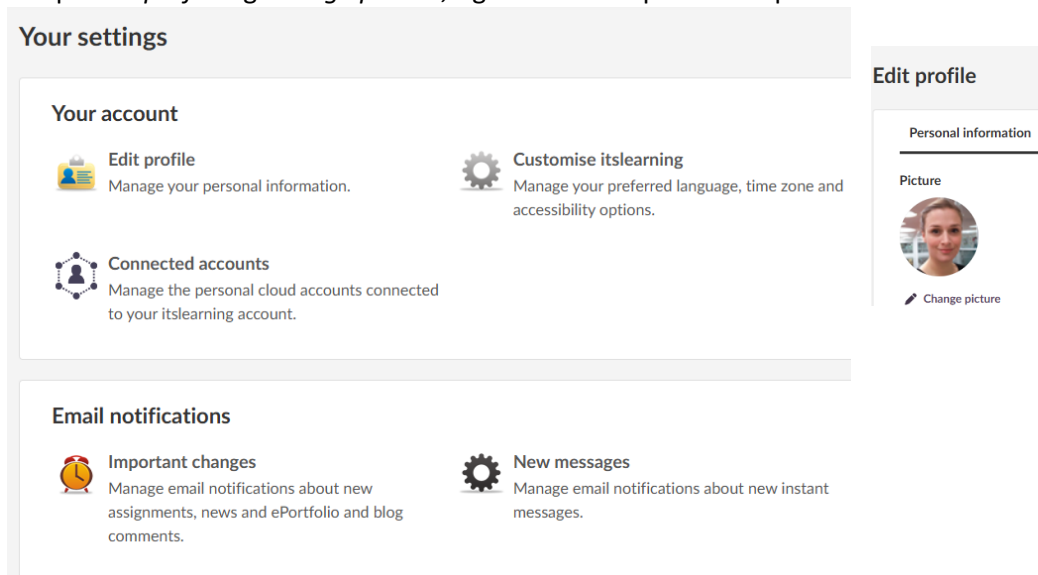 Your settings
Your account
Edit profile
Manage your personal information.
Customise itslearning
Manage your preferred language, time zone and
accessibility options.
Connected accounts
Manage the personal cloud accounts connected
to your itslearning account.
Email notifications
Important changes
Manage email notifications about new
assignments, news and ePortfolio and blog
comments.
New messages
Manage email notifications about new instant
messages.
Edit profile
Personal information
Picture
Change picture